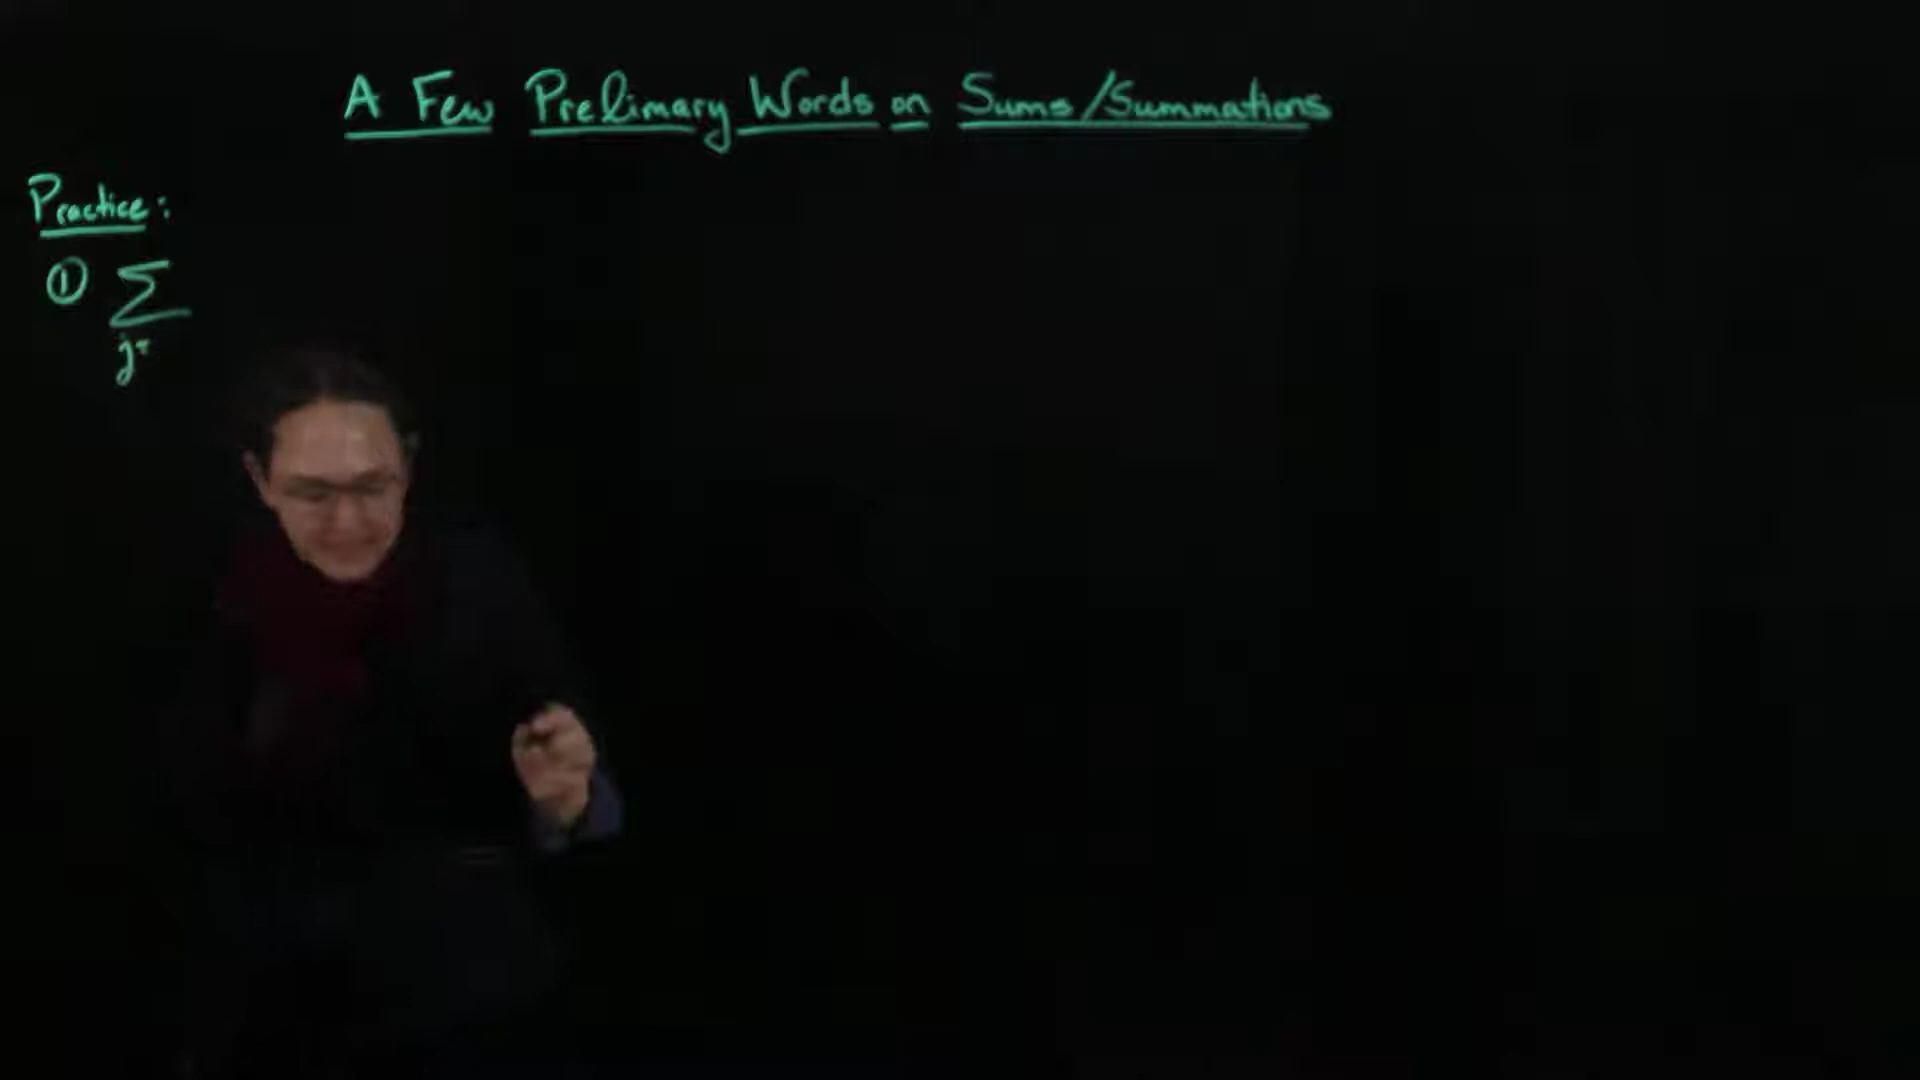 A Few Prelimary Words on Sums/Summations
Practice:
① ∑
j=